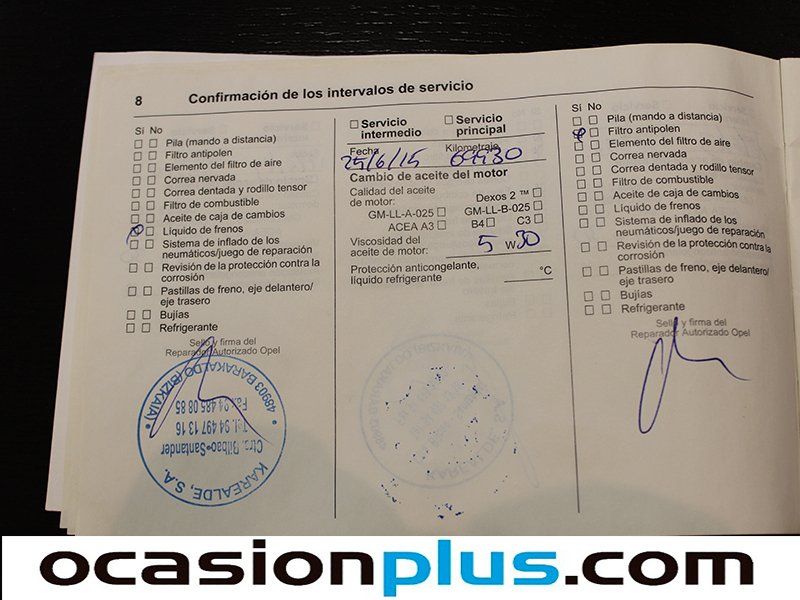 8 Confirmación de los intervalos de servicio
Sí No
Pila (mando a distancia)
Filtro antipolen
Elemento del filtro de aire
Correa nervada
Correa dentada y rodillo tensor
Filtro de combustible
Aceite de caja de cambios
Líquido de frenos
Sistema de inflado de los
neumáticos/juego de reparación
Revisión de la protección contra la
corrosión
Pastillas de freno, eje delantero/
eje trasero
Bujías
Refrigerante
Sello y firma del
Reparador Autorizado Opel
KAREALDE, S.A.
Ctra. Bilbao-Santander
Tel. 94 497 13 16
Fax. 94 485 08 85
48903 BARAKALDO (BIZKAIA)
Servicio intermedio
Servicio principal
Fecha Kilometraje
25/6/15
Cambio de aceite del motor
Calidad del aceite
de motor: Dexos 2 ™
GM-LL-A-025 GM-LL-B-025
ACEA A3 B4 C3
Viscosidad del
aceite de motor: 5 W 30
Protección anticongelante,
líquido refrigerante °C
Sí No
Pila (mando a distancia)
Filtro antipolen
Elemento del filtro de aire
Correa nervada
Correa dentada y rodillo tensor
Filtro de combustible
Aceite de caja de cambios
Líquido de frenos
Sistema de inflado de los
neumáticos/juego de reparación
Revisión de la protección contra la
corrosión
Pastillas de freno, eje delantero/
eje trasero
Bujías
Refrigerante
Sello y firma del
Reparador Autorizado Opel
ocasionplus.com